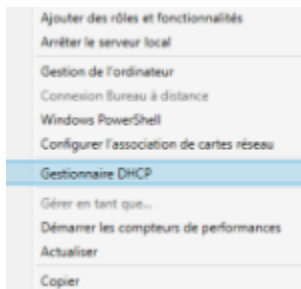 Ajouter des rôles et fonctionnalités
Arrêter le serveur local
Gestion de l'ordinateur
Connexion Bureau à distance
Windows PowerShell
Configurer l'association de cartes réseau
Gestionnaire DHCP
Gérer en tant que...
Démarrer les compteurs de performances
Actualiser
Copier